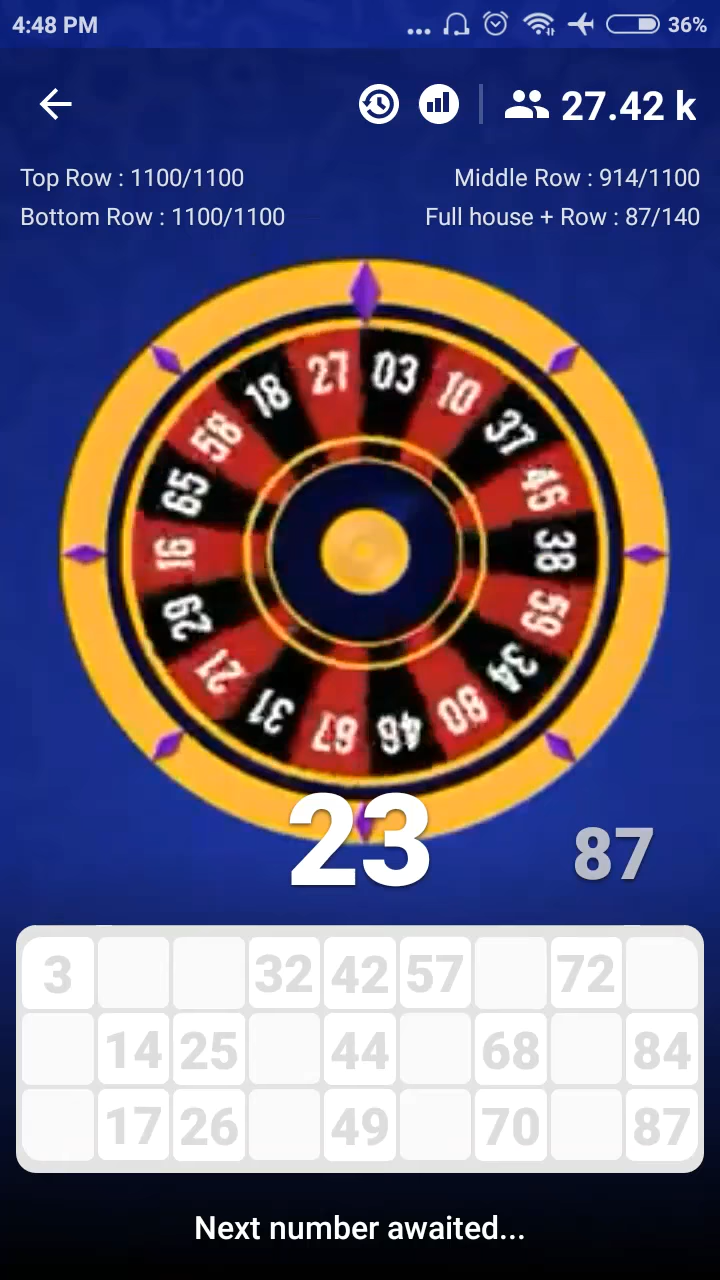 4:48 PM
36%
27.42 k
Top Row : 1100/1100
Middle Row : 914/1100
Bottom Row : 1100/1100
Full house + Row : 87/140
27 03 10 37 45 38 59 34 80 46 67 31 21 29 16 65 58 18
23
87
3 32 42 57 72
14 25 44 68 84
17 26 49 70 87
Next number awaited...